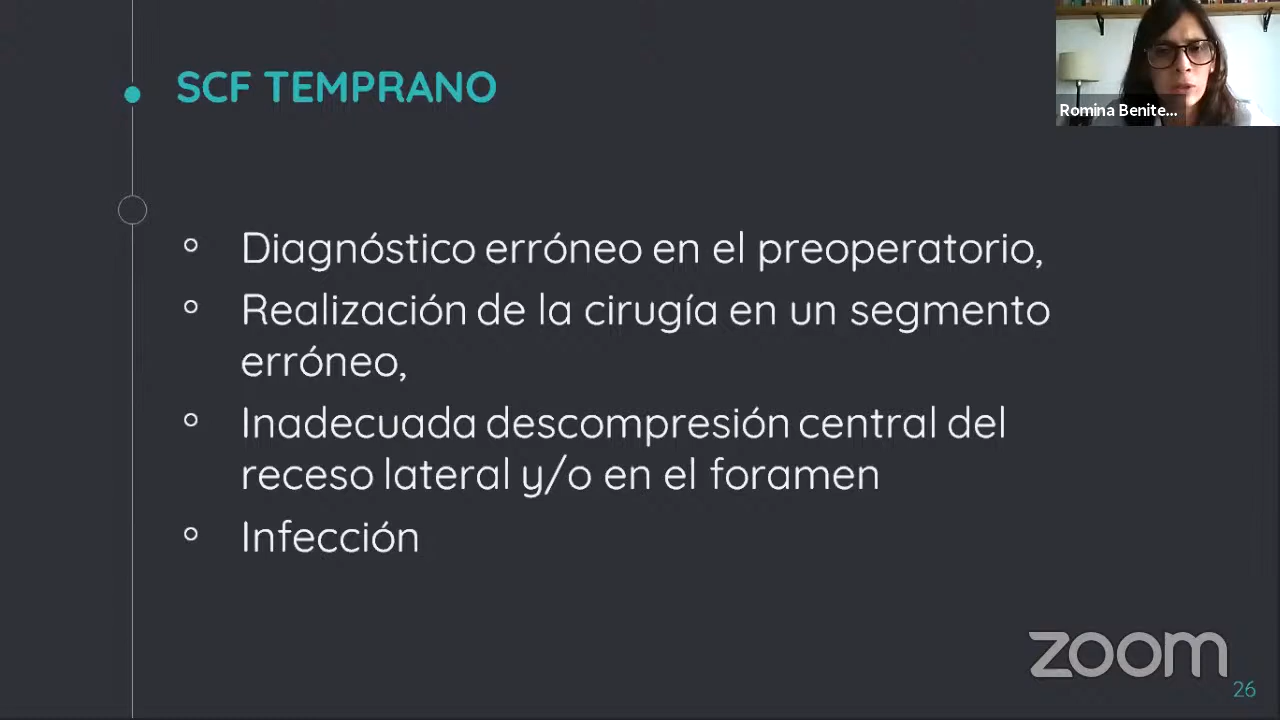 SCF TEMPRANO
Romina Benite...
Diagnóstico erróneo en el preoperatorio,
Realización de la cirugía en un segmento
erróneo,
Inadecuada descompresión central del
receso lateral y/o en el foramen
Infección
zoom
26